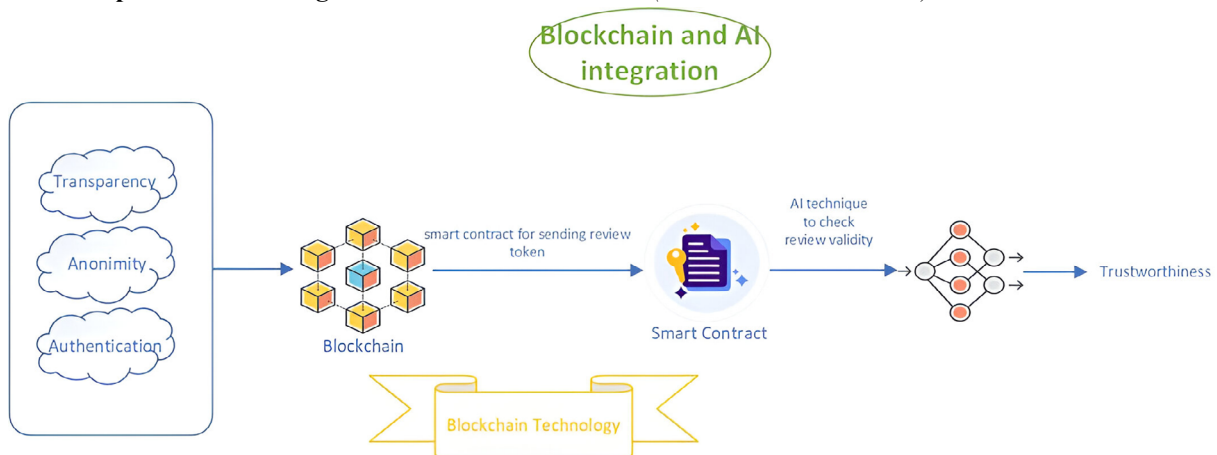 Blockchain and AI
integration
Transparency
Anonimity
Authentication
Blockchain
smart contract for sending review
token
Smart Contract
AI technique
to check
review validity
Trustworthiness
Blockchain Technology